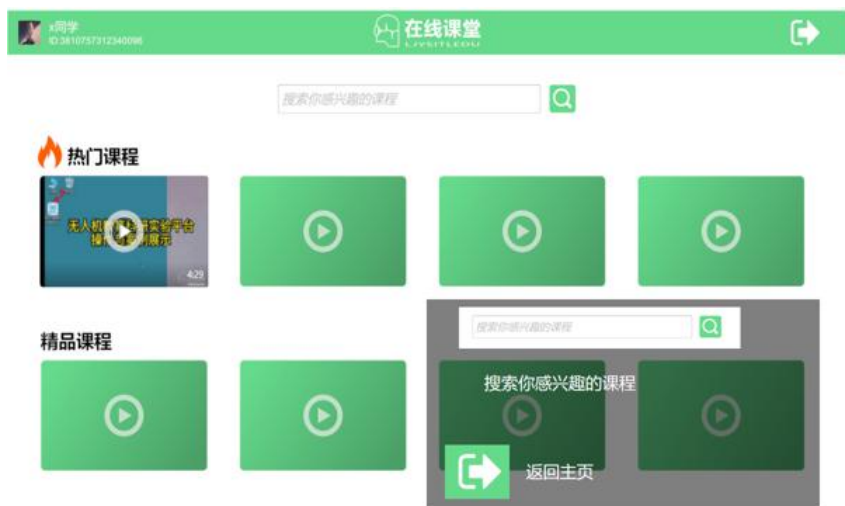 x同学
ID:3810757312340096
在线课堂
LIVEITLEDU
搜索你感兴趣的课程
热门课程
4:29
精品课程
搜索你感兴趣的课程
搜索你感兴趣的课程
返回主页